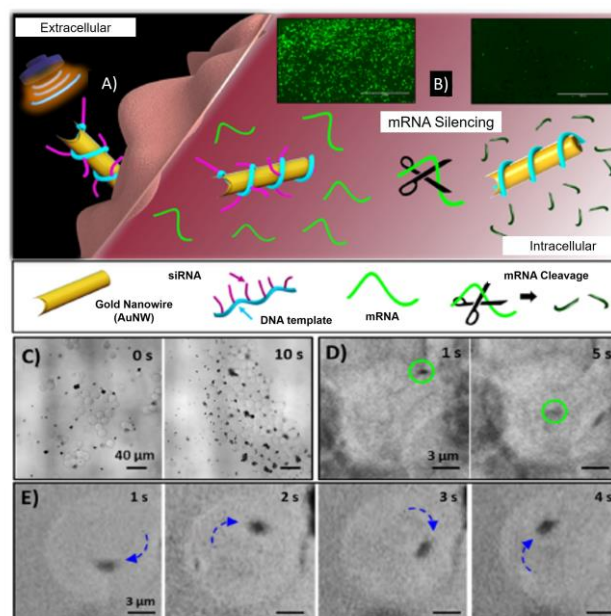 Extracellular
A)
B)
mRNA Silencing
Intracellular
siRNA
Gold Nanowire
(AuNW)
DNA template
mRNA
mRNA Cleavage
C)
0 s
10 s
40 μm
D)
1 s
5 s
3 μm
E)
1 s
2 s
3 s
4 s
3 μm